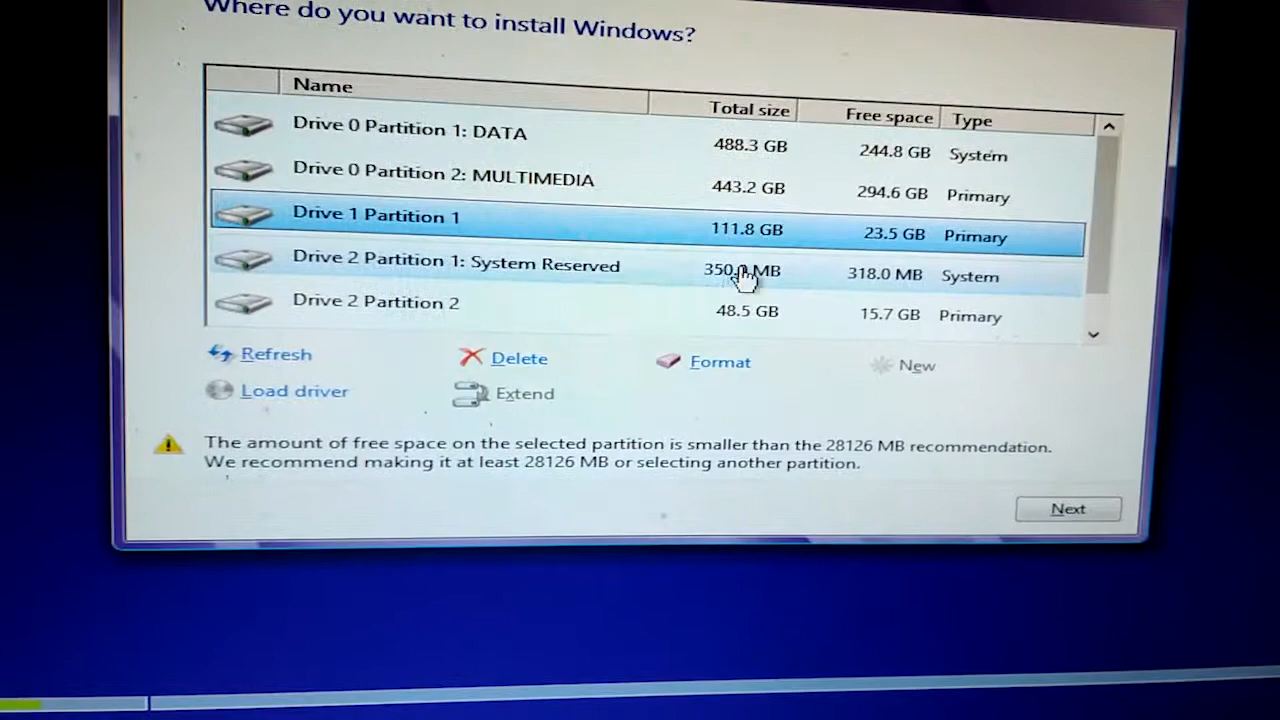 Where do you want to install Windows?
Name Total size Free space Type
Drive 0 Partition 1: DATA 488.3 GB 244.8 GB System
Drive 0 Partition 2: MULTIMEDIA 443.2 GB 294.6 GB Primary
Drive 1 Partition 1 111.8 GB 23.5 GB Primary
Drive 2 Partition 1: System Reserved 350.0 MB 318.0 MB System
Drive 2 Partition 2 48.5 GB 15.7 GB Primary
Refresh Delete Format New
Load driver Extend
The amount of free space on the selected partition is smaller than the 28126 MB recommendation.
We recommend making it at least 28126 MB or selecting another partition.
Next